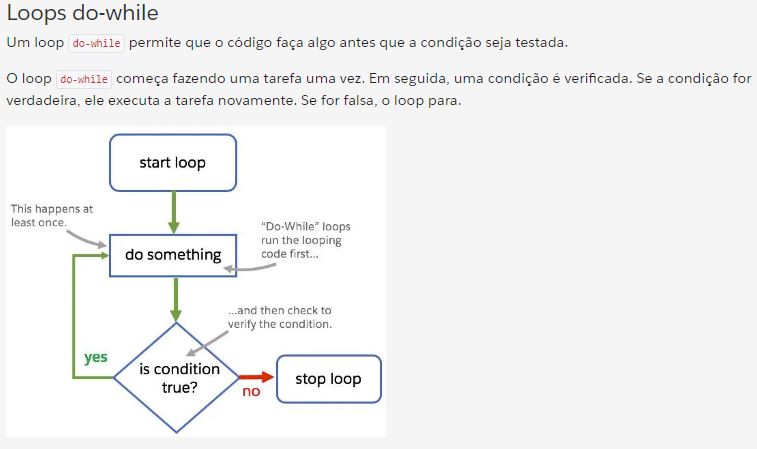 Loops do-while
Um loop do-while permite que o código faça algo antes que a condição seja testada.
O loop do-while começa fazendo uma tarefa uma vez. Em seguida, uma condição é verificada. Se a condição for
verdadeira, ele executa a tarefa novamente. Se for falsa, o loop para.
start loop
This happens at
least once.
"Do-While" loops
run the looping
code first...
do something
...and then check to
verify the condition.
yes
is condition
true?
no
stop loop